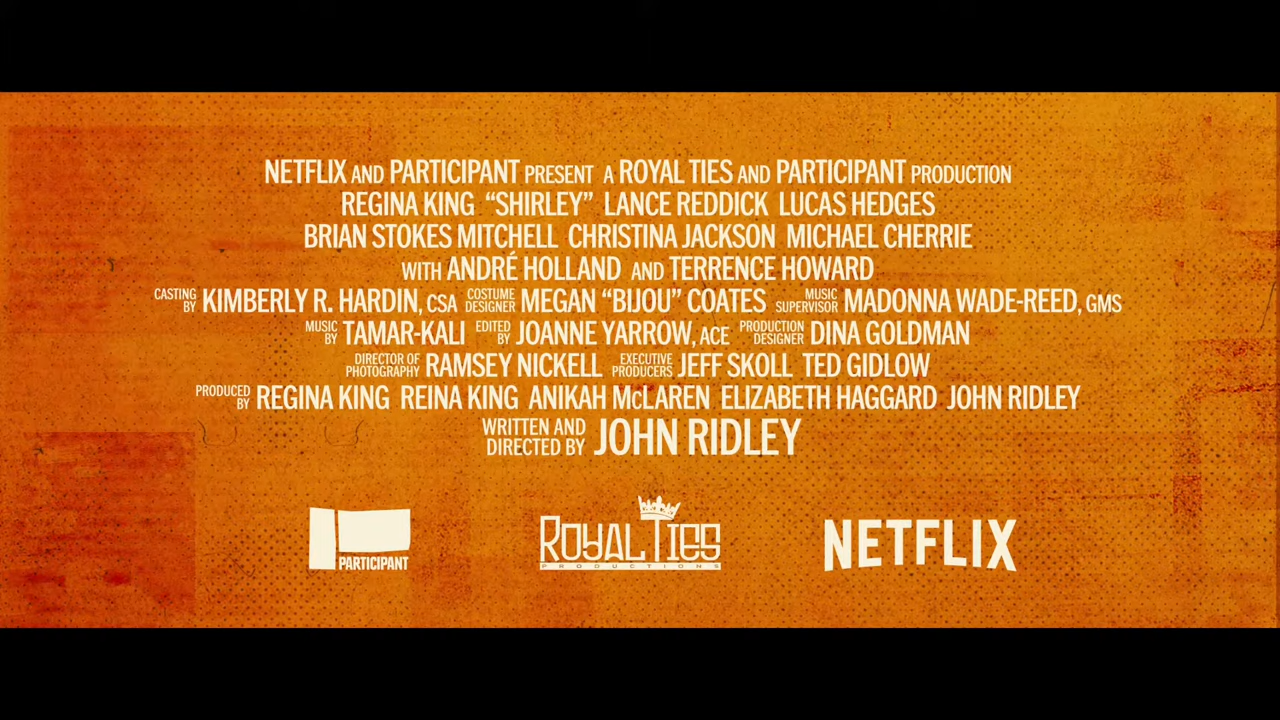 NETFLIX AND PARTICIPANT PRESENT A ROYAL TIES AND PARTICIPANT PRODUCTION
REGINA KING “SHIRLEY” LANCE REDDICK LUCAS HEDGES
BRIAN STOKES MITCHELL CHRISTINA JACKSON MICHAEL CHERRIE
WITH ANDRÉ HOLLAND AND TERRENCE HOWARD
CASTING BY KIMBERLY R. HARDIN, CSA COSTUME DESIGNER MEGAN “BIJOU” COATES MUSIC SUPERVISOR MADONNA WADE-REED, GMS
MUSIC BY TAMAR-KALI EDITED BY JOANNE YARROW, ACE PRODUCTION DESIGNER DINA GOLDMAN
DIRECTOR OF PHOTOGRAPHY RAMSEY NICKELL EXECUTIVE PRODUCERS JEFF SKOLL TED GIDLOW
PRODUCED BY REGINA KING REINA KING ANIKAH McLAREN ELIZABETH HAGGARD JOHN RIDLEY
WRITTEN AND DIRECTED BY JOHN RIDLEY
PARTICIPANT
ROYAL TIES
PRODUCTIONS
NETFLIX